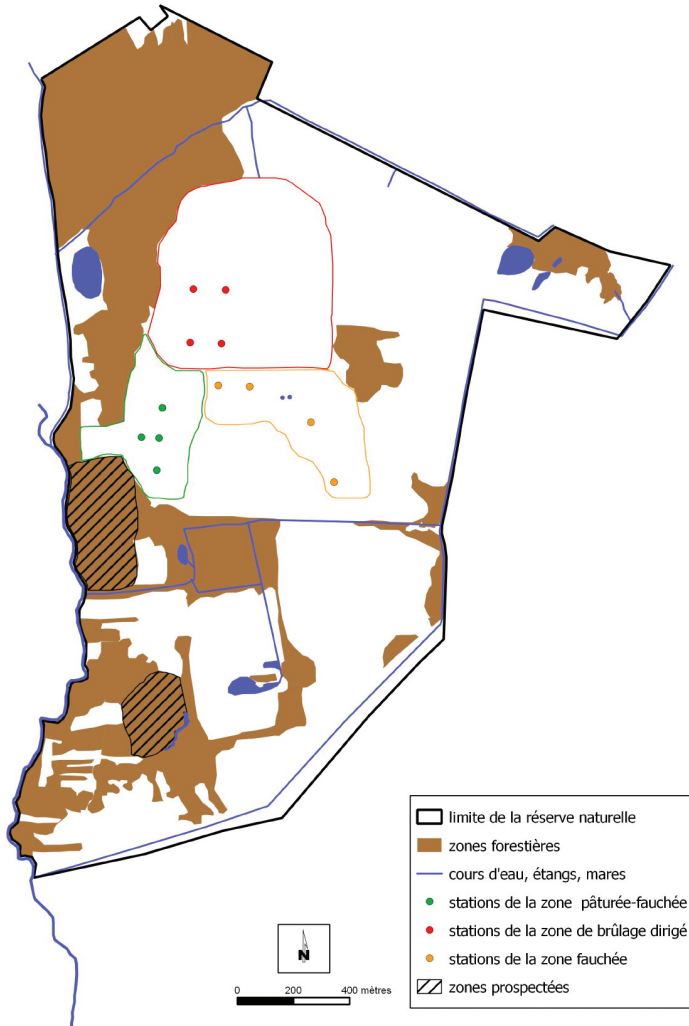 limite de la réserve naturelle
zones forestières
cours d'eau, étangs, mares
stations de la zone pâturée-fauchée
stations de la zone de brûlage dirigé
stations de la zone fauchée
zones prospectées
N
0 200 400 mètres